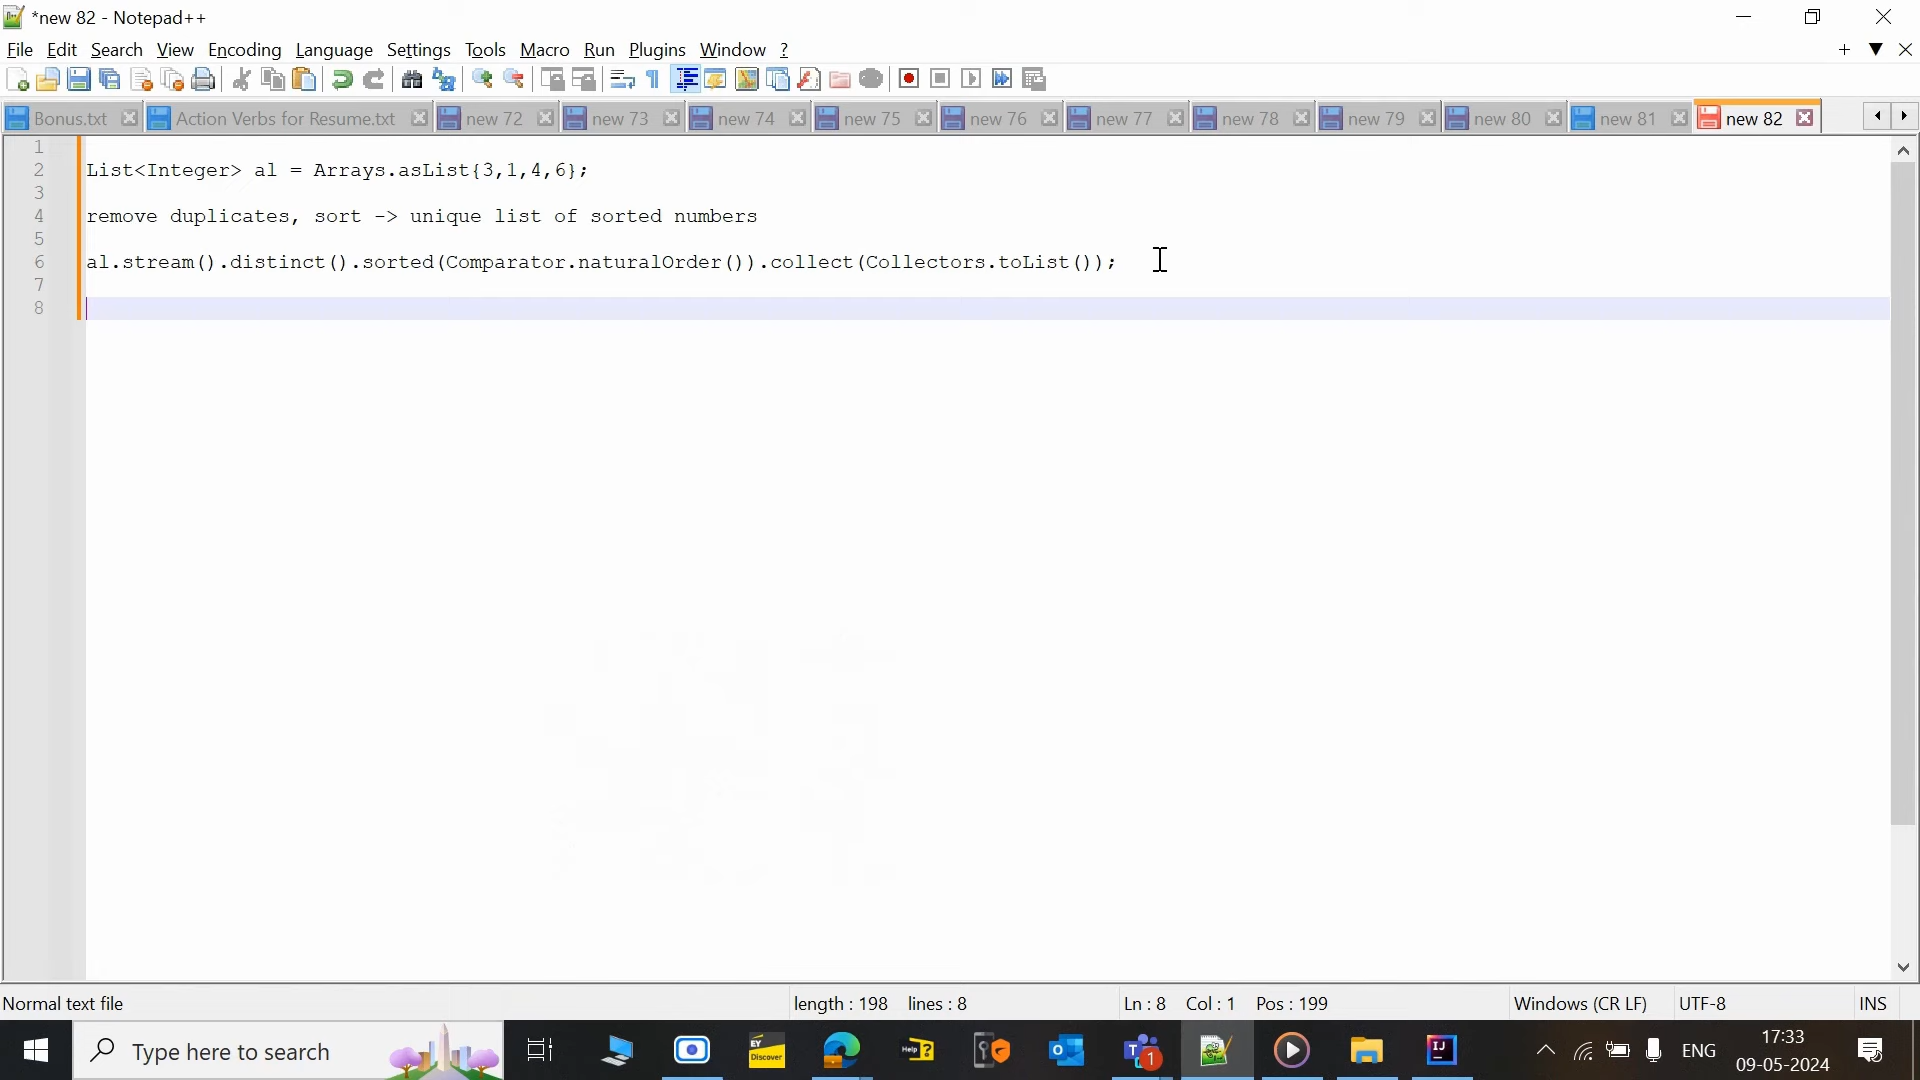 *new 82 - Notepad++
File Edit Search View Encoding Language Settings Tools Macro Run Plugins Window ?
Bonus.txt Action Verbs for Resume.txt new 72 new 73 new 74 new 75 new 76 new 77 new 78 new 79 new 80 new 81 new 82
1
2 List<Integer> al = Arrays.asList{3,1,4,6};
3
4 remove duplicates, sort -> unique list of sorted numbers
5
6 al.stream().distinct().sorted(Comparator.naturalOrder()).collect(Collectors.toList());
7
8
Normal text file length : 198 lines : 8 Ln : 8 Col : 1 Pos : 199 Windows (CR LF) UTF-8 INS
Type here to search EY Discover Help? 1 IJ ENG 17:33
09-05-2024